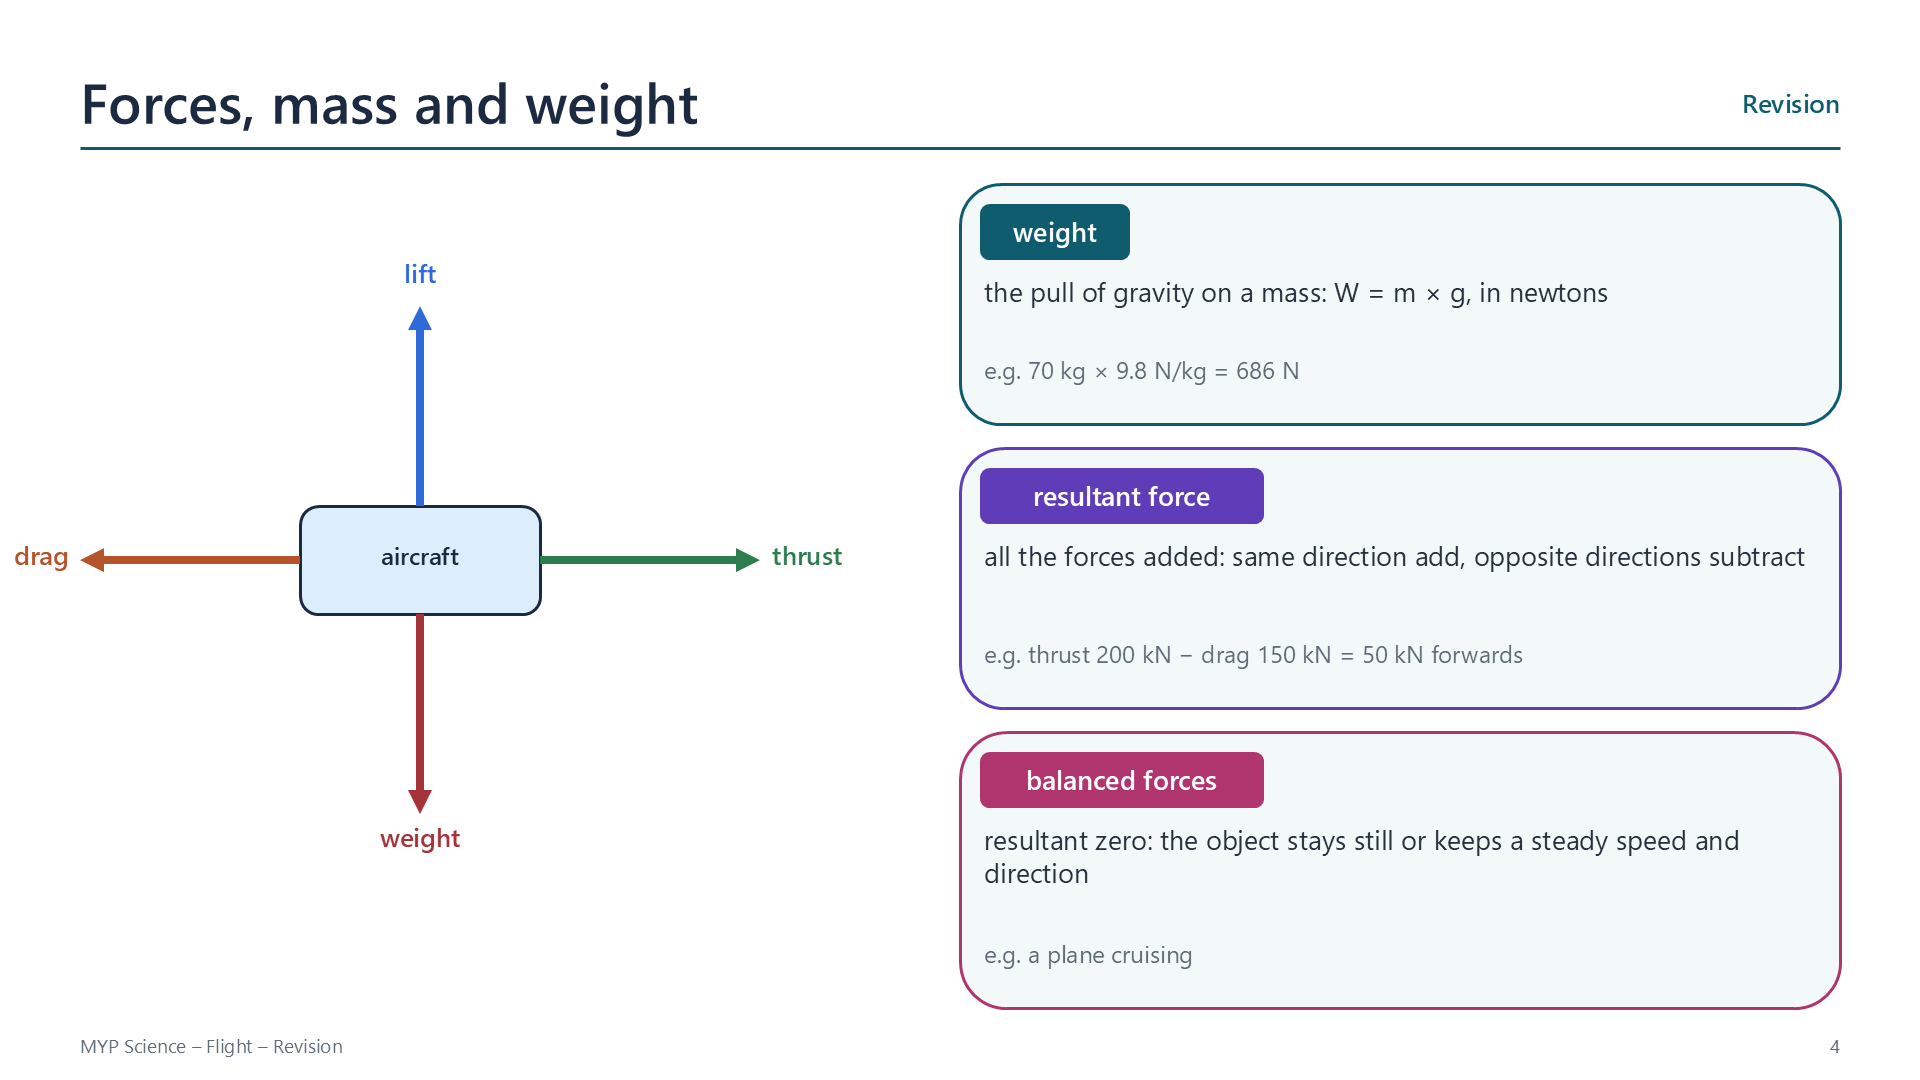 Forces, mass and weight
Revision
lift
drag
aircraft
thrust
weight
weight
the pull of gravity on a mass: W = m × g, in newtons
e.g. 70 kg × 9.8 N/kg = 686 N
resultant force
all the forces added: same direction add, opposite directions subtract
e.g. thrust 200 kN − drag 150 kN = 50 kN forwards
balanced forces
resultant zero: the object stays still or keeps a steady speed and
direction
e.g. a plane cruising
MYP Science – Flight – Revision
4